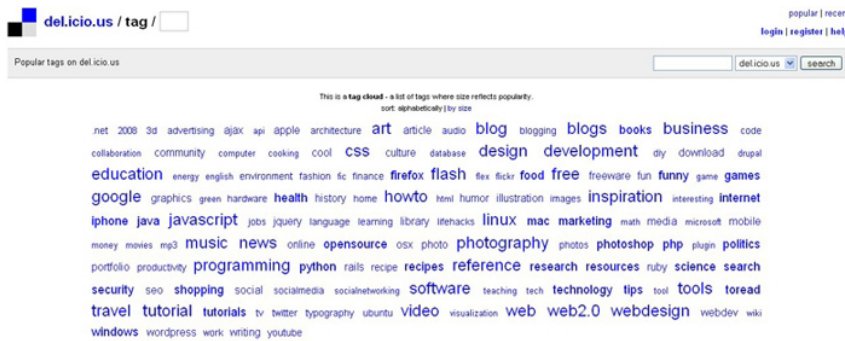 popular | recen
del.icio.us / tag /
login | register | help
Popular tags on del.icio.us
del.icio.us search
This is a tag cloud - a list of tags where size reflects popularity.
sort: alphabetically | by size
.net 2008 3d advertising ajax api apple architecture art article audio blog blogging blogs books business code
collaboration community computer cooking cool css culture database design development diy download drupal
education energy english environment fashion fic finance firefox flash flex flickr food free freeware fun funny game games
google graphics green hardware health history home howto html humor illustration images inspiration interesting internet
iphone java javascript jobs jquery language learning library lifehacks linux mac marketing math media microsoft mobile
money movies mp3 music news online opensource osx photo photography photos photoshop php plugin politics
portfolio productivity programming python rails recipe recipes reference research resources ruby science search
security seo shopping social socialmedia socialnetworking software teaching tech technology tips tool tools toread
travel tutorial tutorials tv twitter typography ubuntu video visualization web web2.0 webdesign webdev wiki
windows wordpress work writing youtube